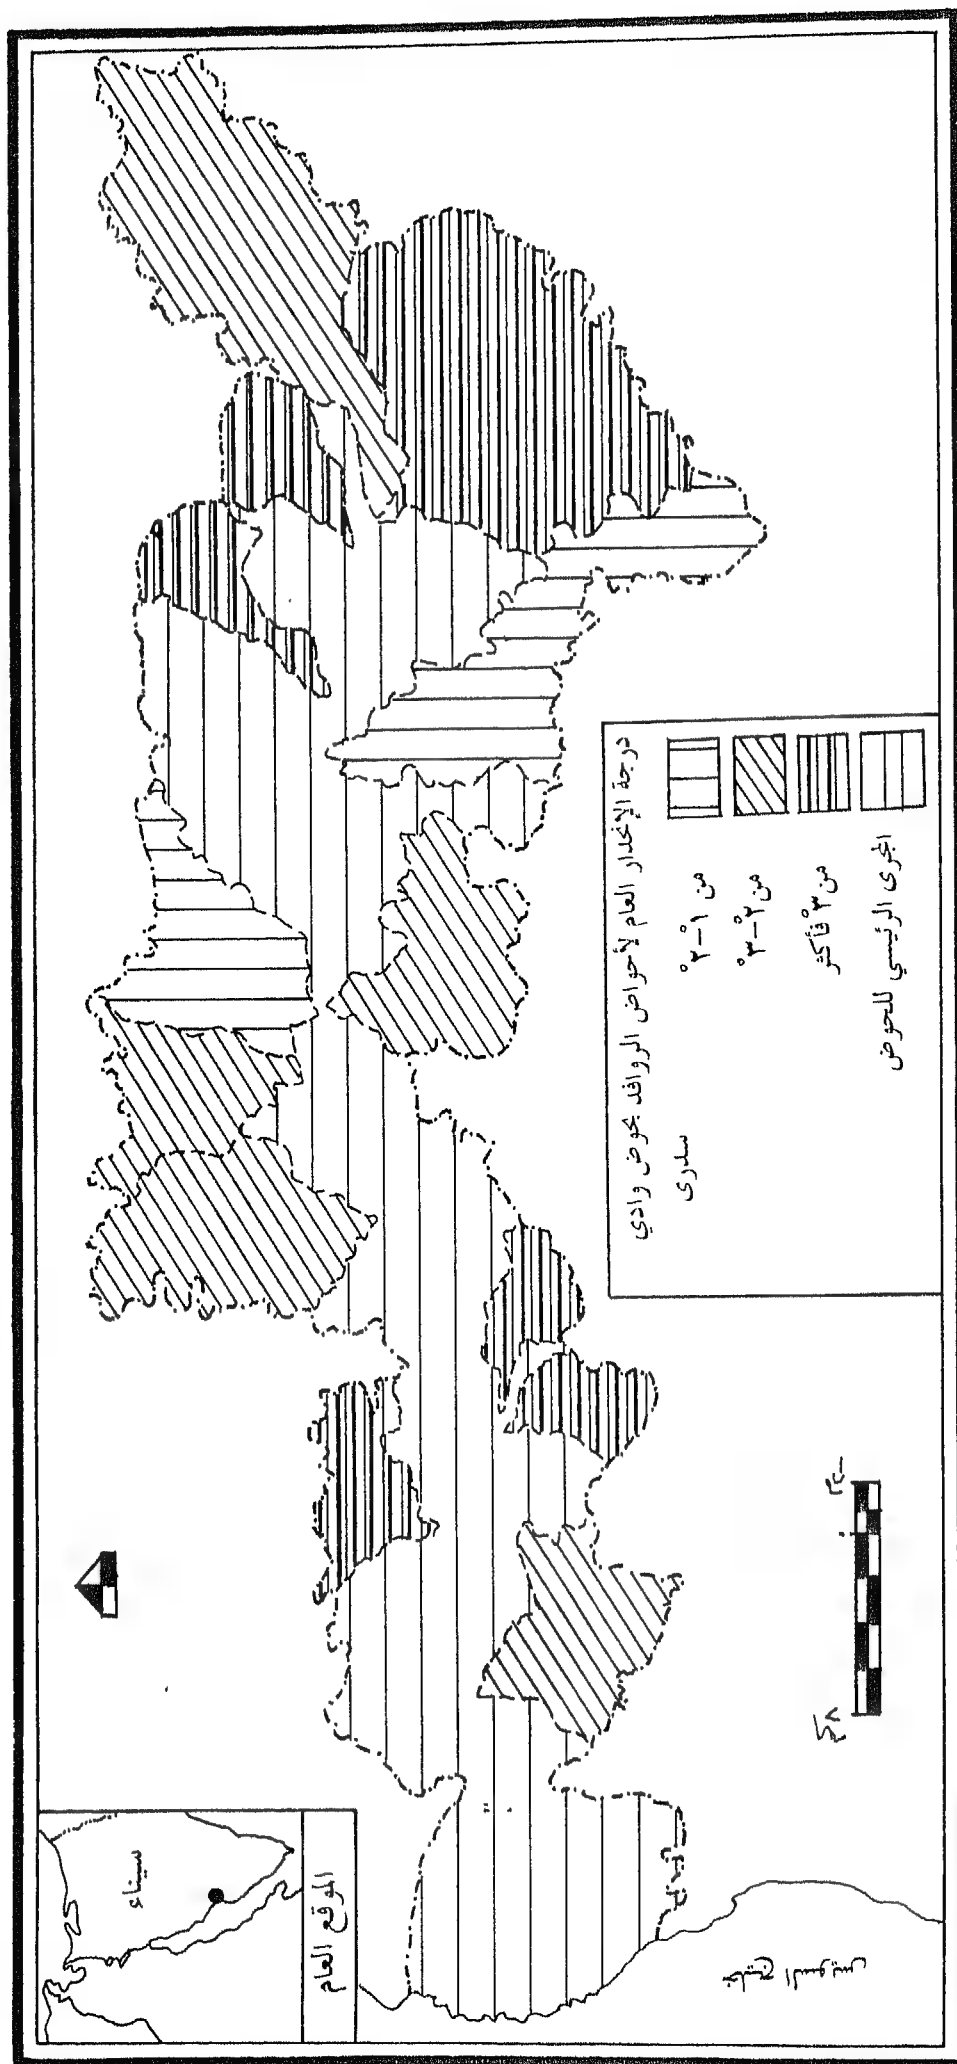 درجة الإنحدار العام لأحواض الروافد بحوض وادي
سدرى
من ١°-٢°
من ٢°-٣°
من ٣° فأكثر
المجرى الرئيسي للحوض
سيناء
الموقع العام
خليج السويس